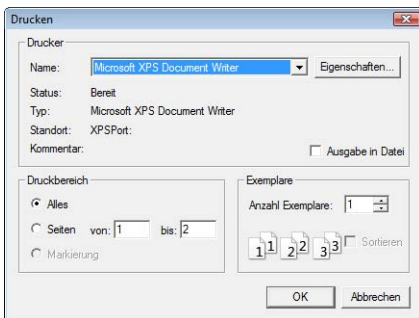 Drucken
Drucker
Name: Microsoft XPS Document Writer Eigenschaften...
Status: Bereit
Typ: Microsoft XPS Document Writer
Standort: XPSPort:
Kommentar: Ausgabe in Datei
Druckbereich
Alles
Seiten von: 1 bis: 2
Markierung
Exemplare
Anzahl Exemplare: 1
1 1 2 2 3 3 Sortieren
OK Abbrechen